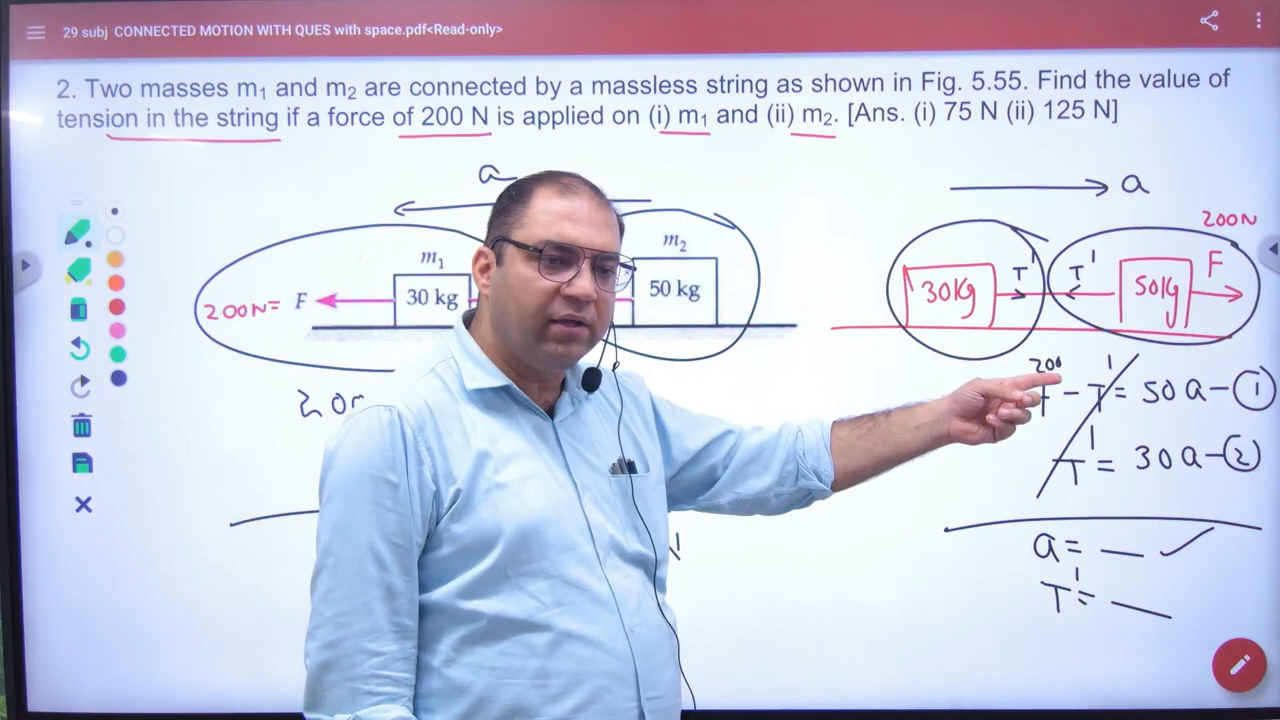 29 subj CONNECTED MOTION WITH QUES with space.pdf<Read-only>
2. Two masses m₁ and m₂ are connected by a massless string as shown in Fig. 5.55. Find the value of
tension in the string if a force of 200 N is applied on (i) m₁ and (ii) m₂. [Ans. (i) 75 N (ii) 125 N]
a
a
200N
m₁
m₂
200N = F
30 kg
50 kg
30kg
T'
T'
50kg
F
200
F - T' = 50a - ①
T' = 30a - ②
a = —
T' = —